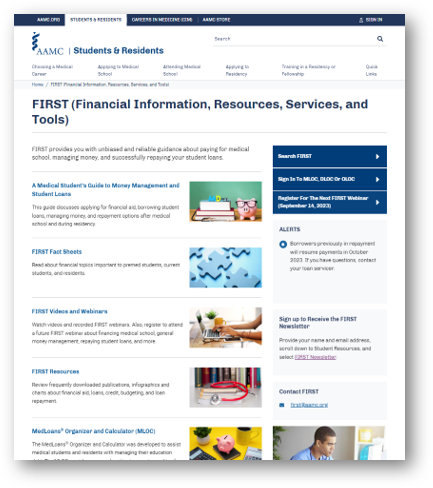 AAMC.ORG
STUDENTS & RESIDENTS
CAREERS IN MEDICINE (CIM)
AAMC STORE
SIGN IN
AAMC | Students & Residents
Search
Choosing a Medical
Career
Applying to Medical
School
Attending Medical
School
Applying to
Residency
Training in a Residency or
Fellowship
Quick
Links
Home / FIRST (Financial Information, Resources, Services, and Tools)
FIRST (Financial Information, Resources, Services, and
Tools)
FIRST provides you with unbiased and reliable guidance about paying for medical
school, managing money, and successfully repaying your student loans.
A Medical Student's Guide to Money Management and
Student Loans
This guide discusses applying for financial aid, borrowing student
loans, managing money, and repayment options after medical
school and during residency.
FIRST Fact Sheets
Read about financial topics important to premed students, current
students, and residents.
FIRST Videos and Webinars
Watch videos and recorded FIRST webinars. Also, register to attend
a future FIRST webinar about financing medical school, general
money management, repaying student loans, and more.
FIRST Resources
Review frequently downloaded publications, infographics and
charts about financial aid, loans, credit, budgeting, and loan
repayment.
MedLoans® Organizer and Calculator (MLOC)
The MedLoans® Organizer and Calculator was developed to assist
medical students and residents with managing their education
Search FIRST
Sign In To MLOC, DLOC Or OLOC
Register For The Next FIRST Webinar
(September 14, 2023)
ALERTS
Borrowers previously in repayment
will resume payments in October
2023. If you have questions, contact
your loan servicer.
Sign up to Receive the FIRST
Newsletter
Provide your name and email address,
scroll down to Student Resources, and
select FIRST Newsletter.
Contact FIRST
first@aamc.org